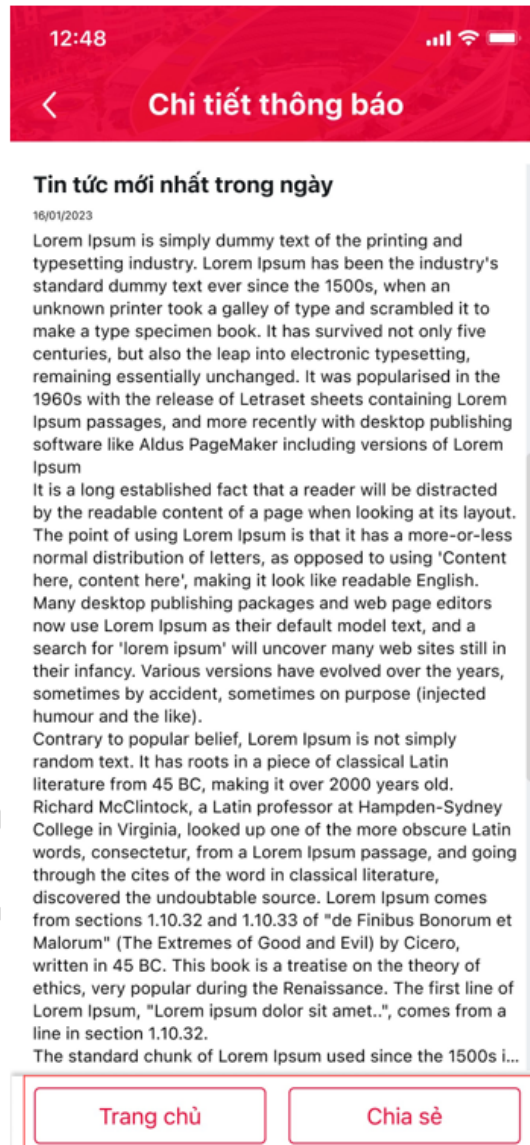 12:48
Chi tiết thông báo
Tin tức mới nhất trong ngày
16/01/2023
Lorem Ipsum is simply dummy text of the printing and
typesetting industry. Lorem Ipsum has been the industry's
standard dummy text ever since the 1500s, when an
unknown printer took a galley of type and scrambled it to
make a type specimen book. It has survived not only five
centuries, but also the leap into electronic typesetting,
remaining essentially unchanged. It was popularised in the
1960s with the release of Letraset sheets containing Lorem
Ipsum passages, and more recently with desktop publishing
software like Aldus PageMaker including versions of Lorem
Ipsum
It is a long established fact that a reader will be distracted
by the readable content of a page when looking at its layout.
The point of using Lorem Ipsum is that it has a more-or-less
normal distribution of letters, as opposed to using 'Content
here, content here', making it look like readable English.
Many desktop publishing packages and web page editors
now use Lorem Ipsum as their default model text, and a
search for 'lorem ipsum' will uncover many web sites still in
their infancy. Various versions have evolved over the years,
sometimes by accident, sometimes on purpose (injected
humour and the like).
Contrary to popular belief, Lorem Ipsum is not simply
random text. It has roots in a piece of classical Latin
literature from 45 BC, making it over 2000 years old.
Richard McClintock, a Latin professor at Hampden-Sydney
College in Virginia, looked up one of the more obscure Latin
words, consectetur, from a Lorem Ipsum passage, and going
through the cites of the word in classical literature,
discovered the undoubtable source. Lorem Ipsum comes
from sections 1.10.32 and 1.10.33 of "de Finibus Bonorum et
Malorum" (The Extremes of Good and Evil) by Cicero,
written in 45 BC. This book is a treatise on the theory of
ethics, very popular during the Renaissance. The first line of
Lorem Ipsum, "Lorem ipsum dolor sit amet..", comes from a
line in section 1.10.32.
The standard chunk of Lorem Ipsum used since the 1500s i...
Trang chủ
Chia sẻ